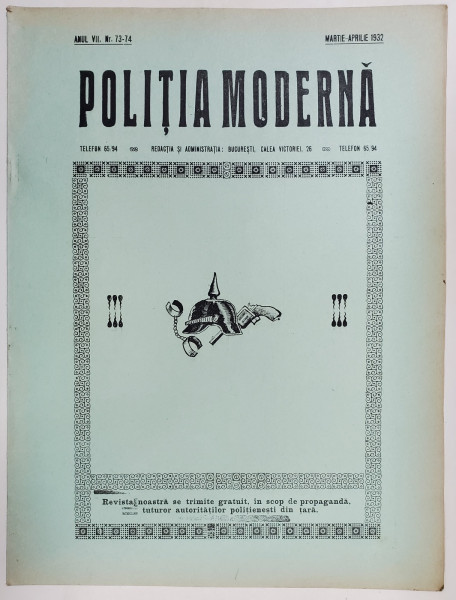 ANUL VII. Nr. 73-74 MARTIE-APRILIE 1932
POLIȚIA MODERNĂ
TELEFON 65/94 REDACȚIA ȘI ADMINISTRAȚIA: BUCUREȘTI, CALEA VICTORIEI, 26 TELEFON 65/94
Revista noastră se trimite gratuit, în scop de propagandă,
tuturor autorităților polițienești din țară.